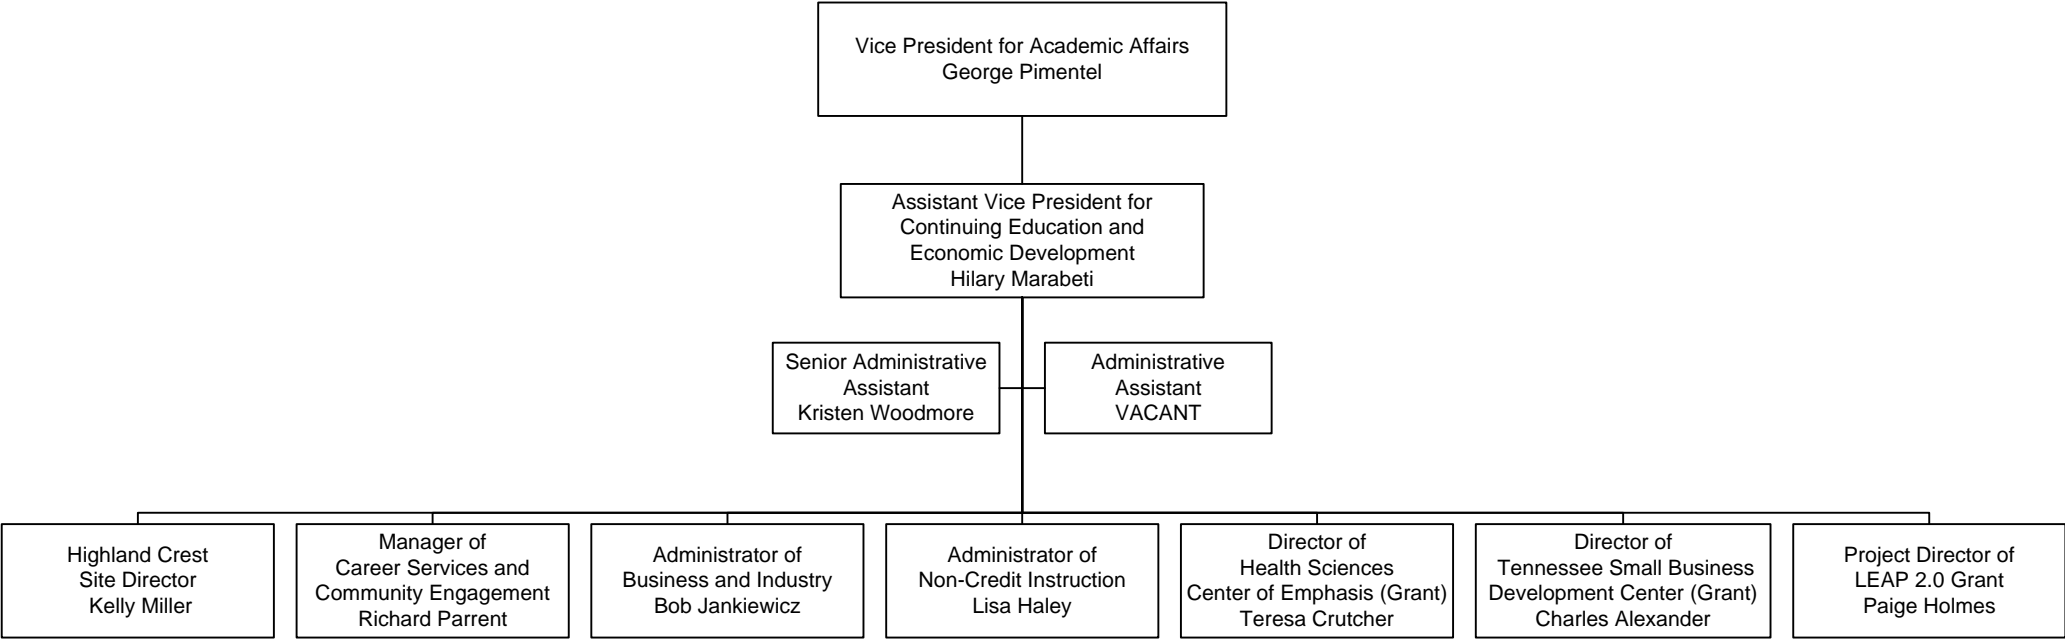 Vice President for Academic Affairs
George Pimentel
Assistant Vice President for
Continuing Education and
Economic Development
Hilary Marabeti
Senior Administrative
Assistant
Kristen Woodmore
Administrative
Assistant
VACANT
Highland Crest
Site Director
Kelly Miller
Manager of
Career Services and
Community Engagement
Richard Parrent
Administrator of
Business and Industry
Bob Jankiewicz
Administrator of
Non-Credit Instruction
Lisa Haley
Director of
Health Sciences
Center of Emphasis (Grant)
Teresa Crutcher
Director of
Tennessee Small Business
Development Center (Grant)
Charles Alexander
Project Director of
LEAP 2.0 Grant
Paige Holmes